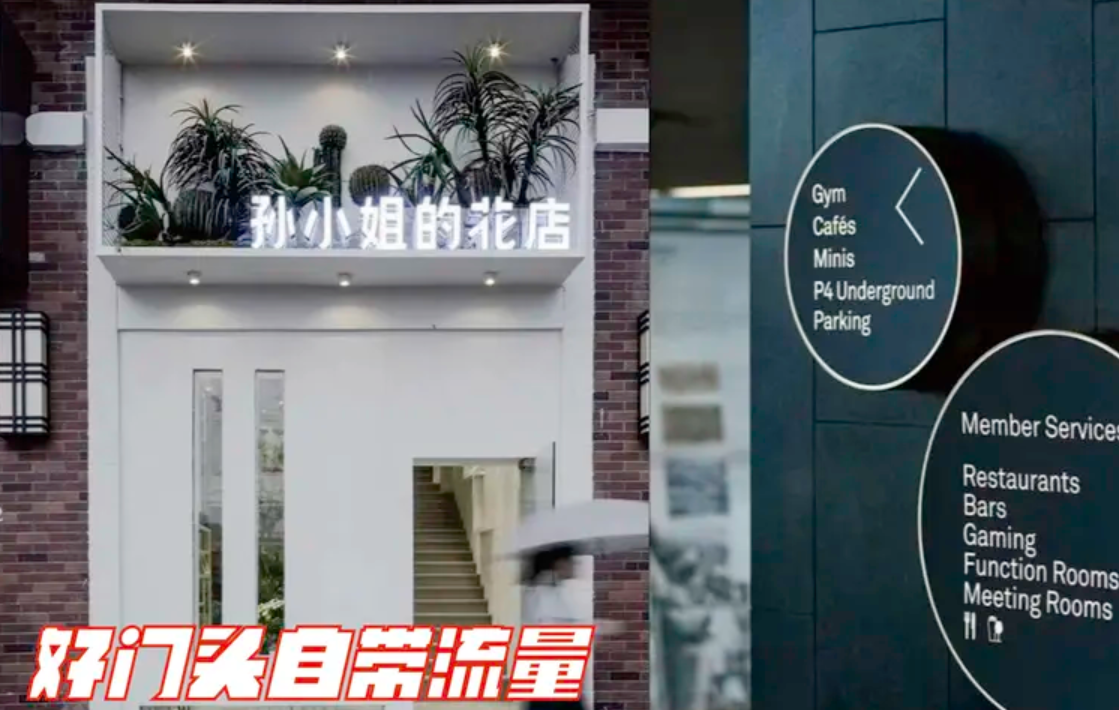 孙小姐的花店
好门头自带流量
Gym
Cafés
Minis
P4 Underground
Parking
Member Services
Restaurants
Bars
Gaming
Function Rooms
Meeting Rooms